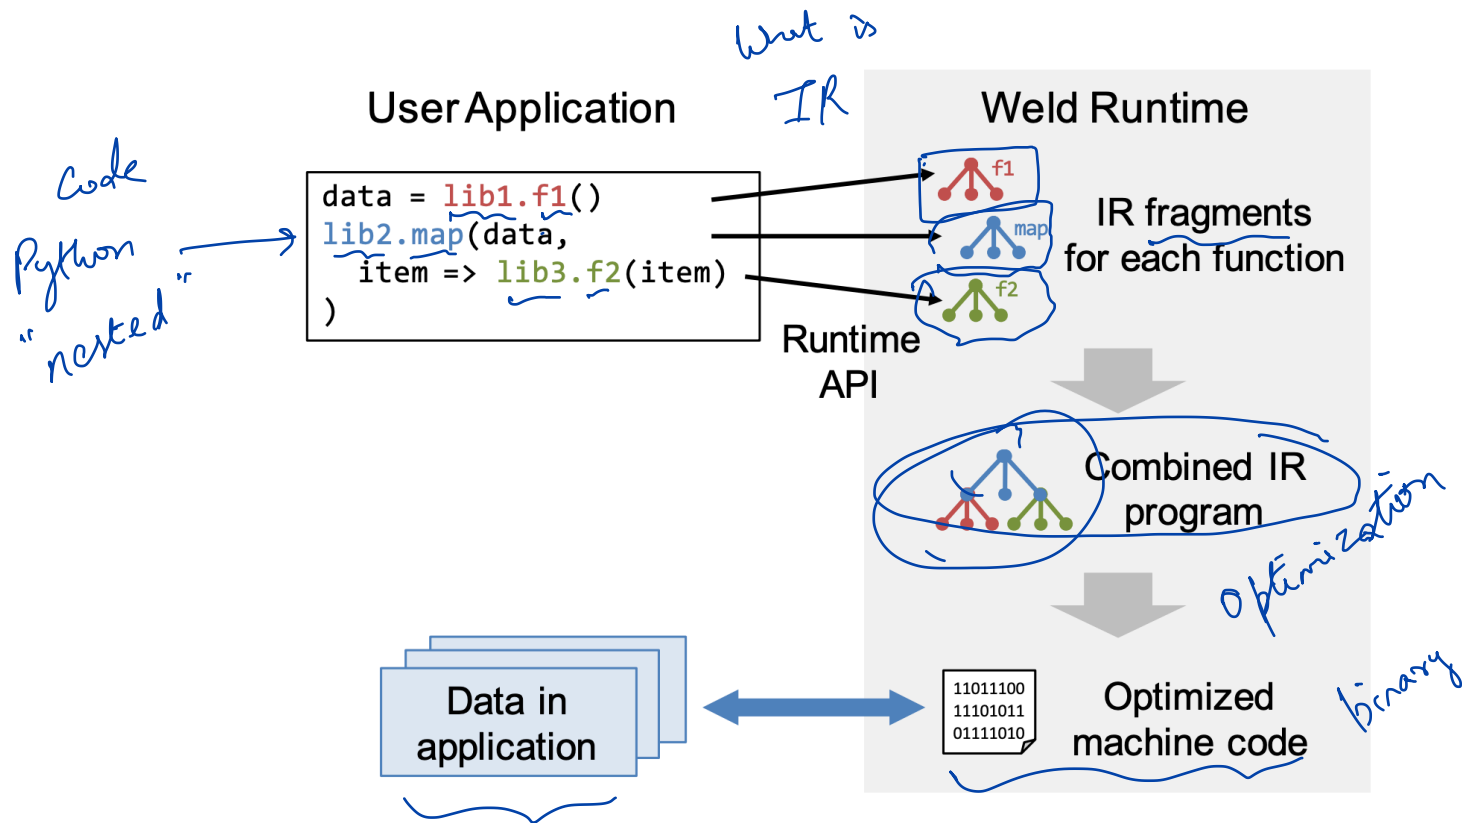 What is
IR
User Application
Weld Runtime
Code
Python
"nested"
data = lib1.f1()
lib2.map(data,
item => lib3.f2(item)
)
f1
map
f2
IR fragments
for each function
Runtime
API
Combined IR
program
Optimization
Data in
application
11011100
11101011
01111010
Optimized
machine code
binary